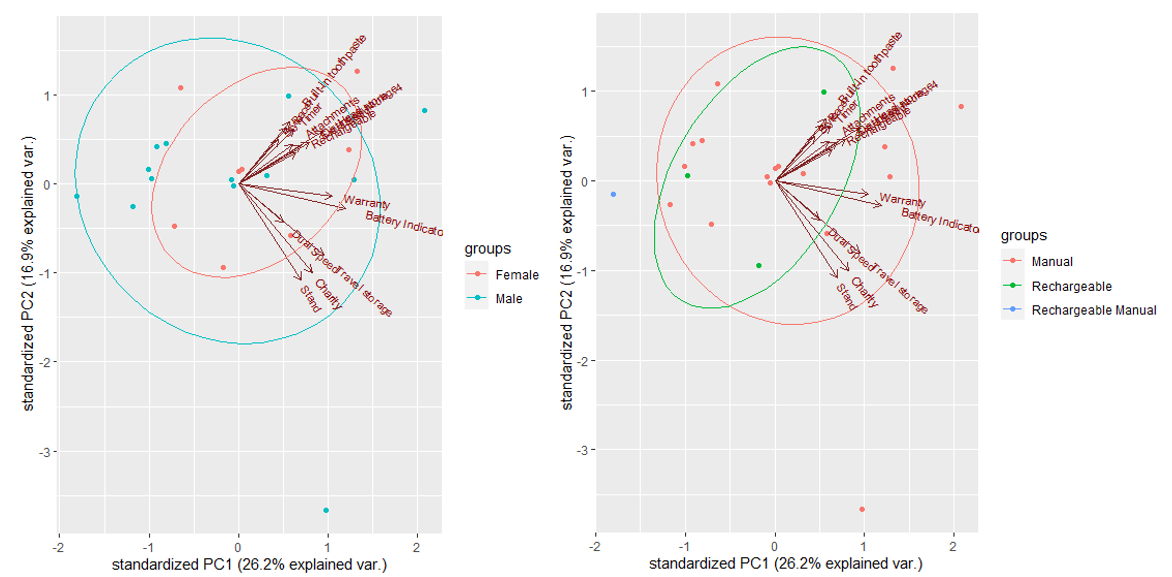 standardized PC2 (16.9% explained var.)
1
0
-1
-2
-3
-2
-1
0
1
2
standardized PC1 (26.2% explained var.)
Built-in toothpaste
Timer
Attachments
Rechargeable
Warranty
Battery Indicato
Dual Speed
Travel storage
Charity
Stand
groups
Female
Male
standardized PC2 (16.9% explained var.)
1
0
-1
-2
-3
-2
-1
0
1
2
standardized PC1 (26.2% explained var.)
Built-in toothpaste
Timer
Attachments
Rechargeable
Warranty
Battery Indicato
Dual Speed
Travel storage
Charity
Stand
groups
Manual
Rechargeable
Rechargeable Manual